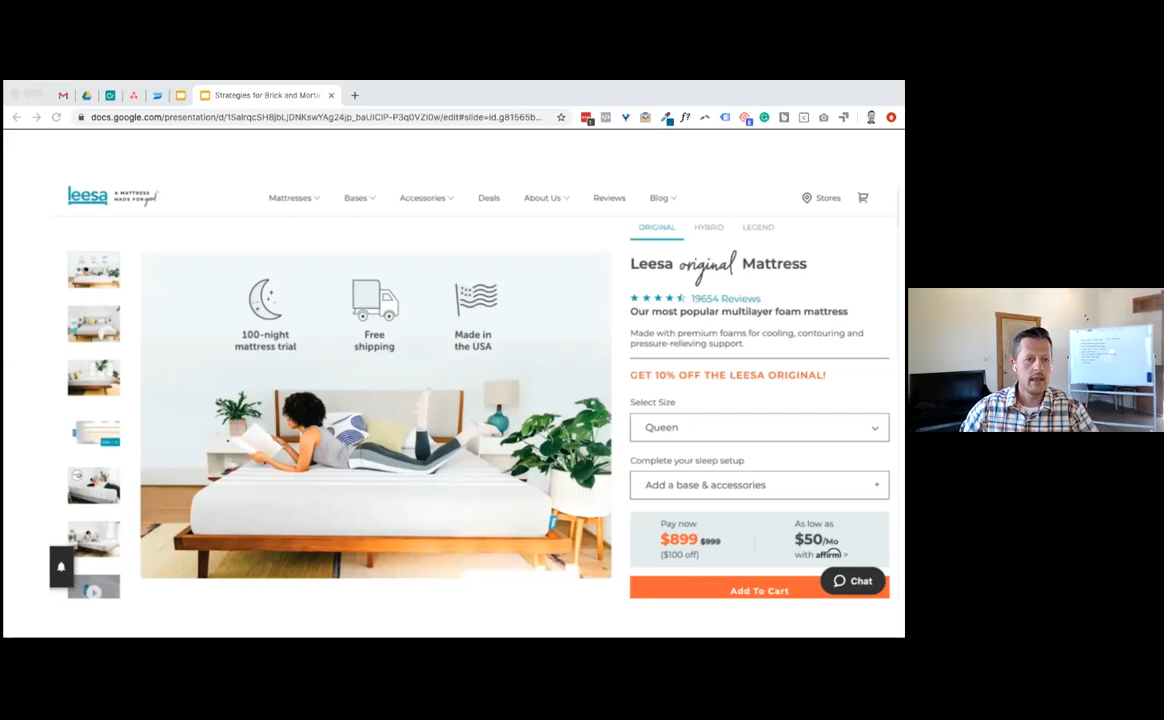 Strategies for Brick and Morta
docs.google.com/presentation/d/1SalrqcSH8jbLjDNKswYAg24jp_baUICIP-P3q0VZi0w/edit#slide=id.g81565b...
leesa A MATTRESS
MADE FOR good
Mattresses Bases Accessories Deals About Us Reviews Blog Stores
ORIGINAL HYBRID LEGEND
Leesa original Mattress
19654 Reviews
Our most popular multilayer foam mattress
Made with premium foams for cooling, contouring and
pressure-relieving support.
GET 10% OFF THE LEESA ORIGINAL!
Select Size
Queen
Complete your sleep setup
Add a base & accessories +
Pay now
$899 $999
($100 off)
As low as
$50/Mo
with affirm >
Add To Cart
Chat
100-night
mattress trial
Free
shipping
Made in
the USA